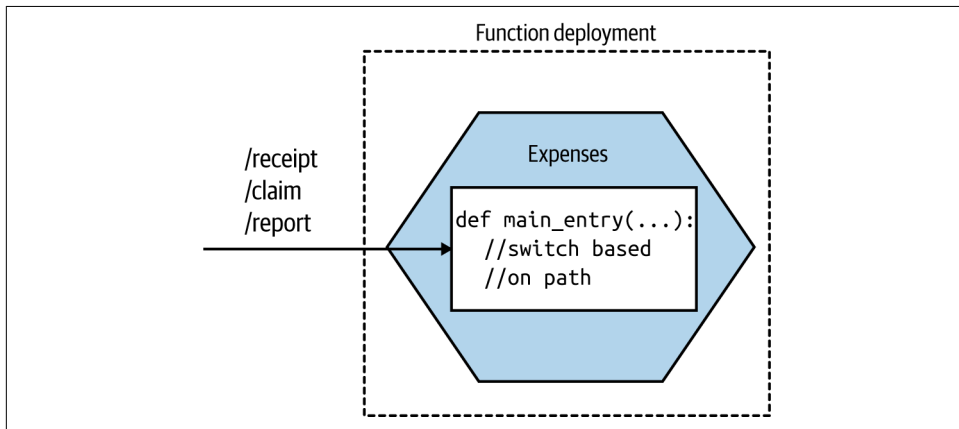 Function deployment
Expenses
/receipt
/claim
/report
def main_entry(...):
//switch based
//on path